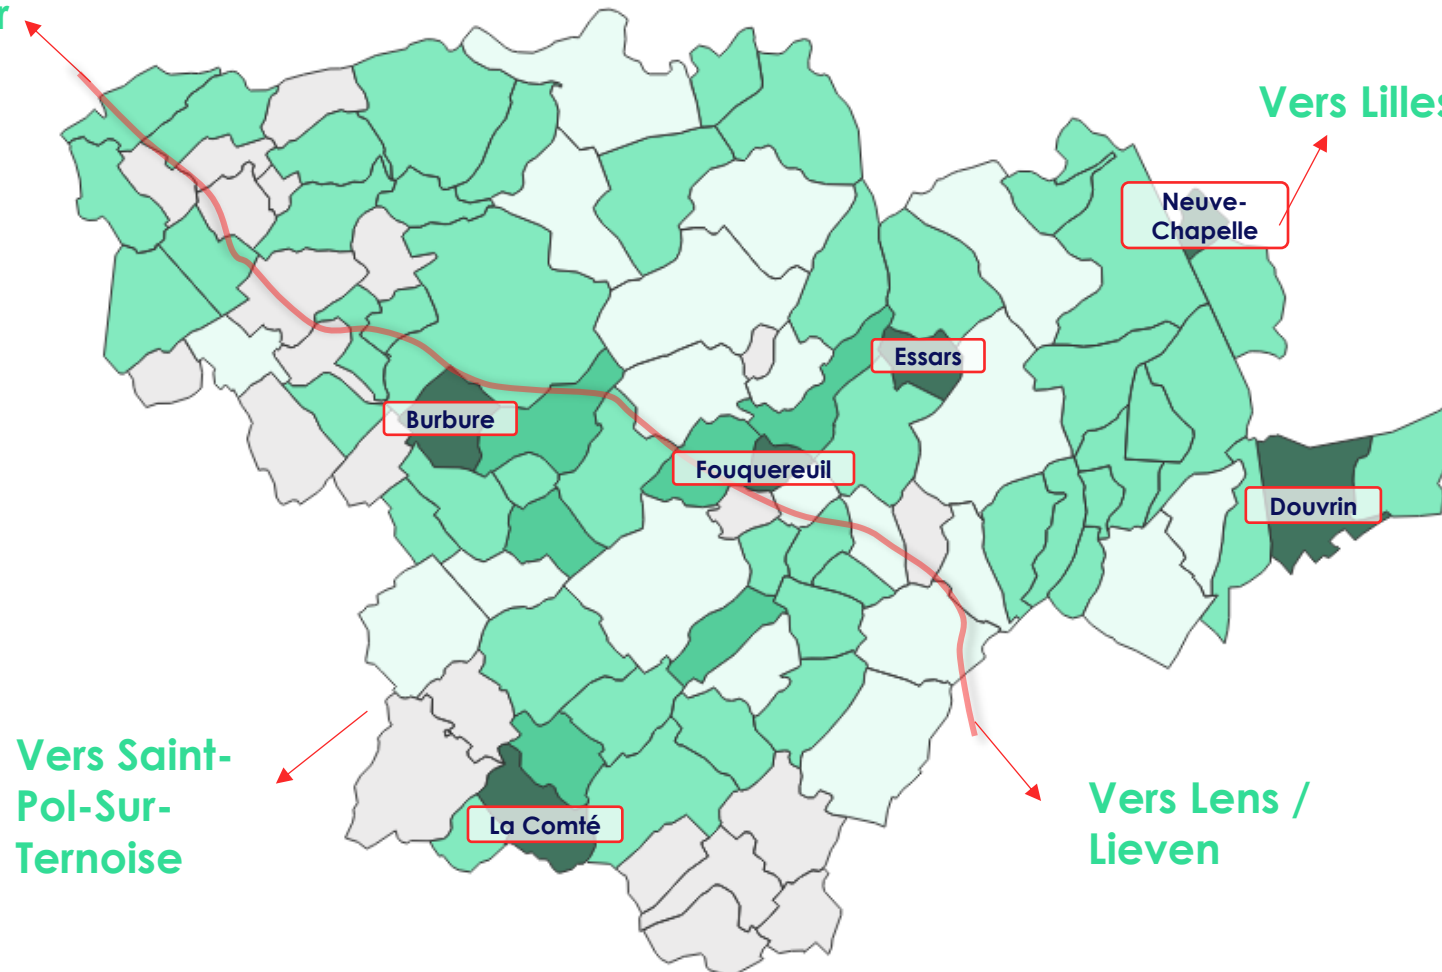 r
Vers Lilles
Neuve-
Chapelle
Essars
Burbure
Fouquereuil
Douvrin
Vers Saint-
Pol-Sur-
Ternoise
La Comté
Vers Lens /
Lieven